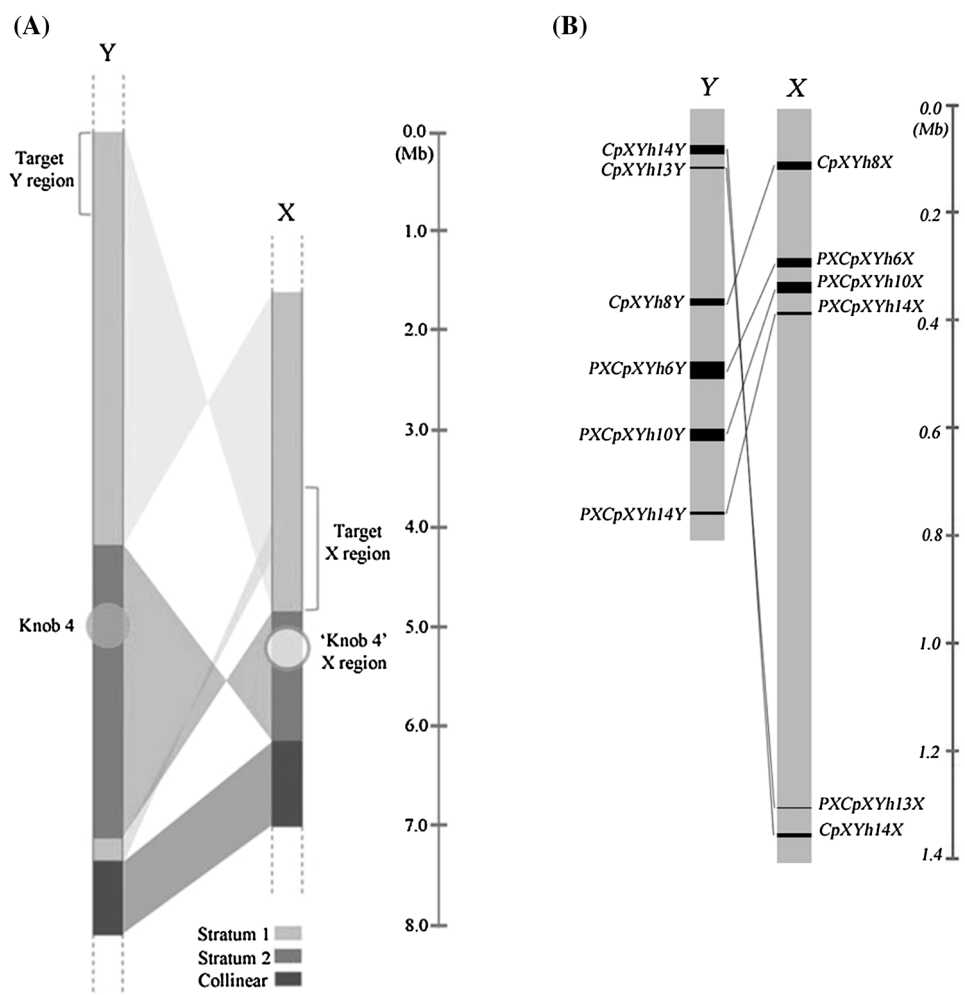 (A)
Y
Target
Y region
X
Target
X region
Knob 4
‘Knob 4’
X region
0.0
(Mb)
1.0
2.0
3.0
4.0
5.0
6.0
7.0
8.0
Stratum 1
Stratum 2
Collinear
(B)
Y
X
CpXYh14Y
CpXYh13Y
CpXYh8Y
PXCpXYh6Y
PXCpXYh10Y
PXCpXYh14Y
CpXYh8X
PXCpXYh6X
PXCpXYh10X
PXCpXYh14X
PXCpXYh13X
CpXYh14X
0.0
(Mb)
0.2
0.4
0.6
0.8
1.0
1.2
1.4